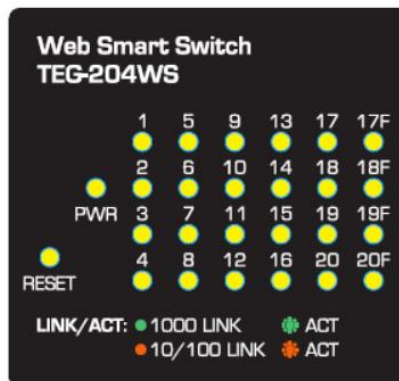 Web Smart Switch
TEG-204WS
1 5 9 13 17 17F
2 6 10 14 18 18F
PWR 3 7 11 15 19 19F
4 8 12 16 20 20F
RESET
LINK/ACT: 1000 LINK ACT
10/100 LINK ACT